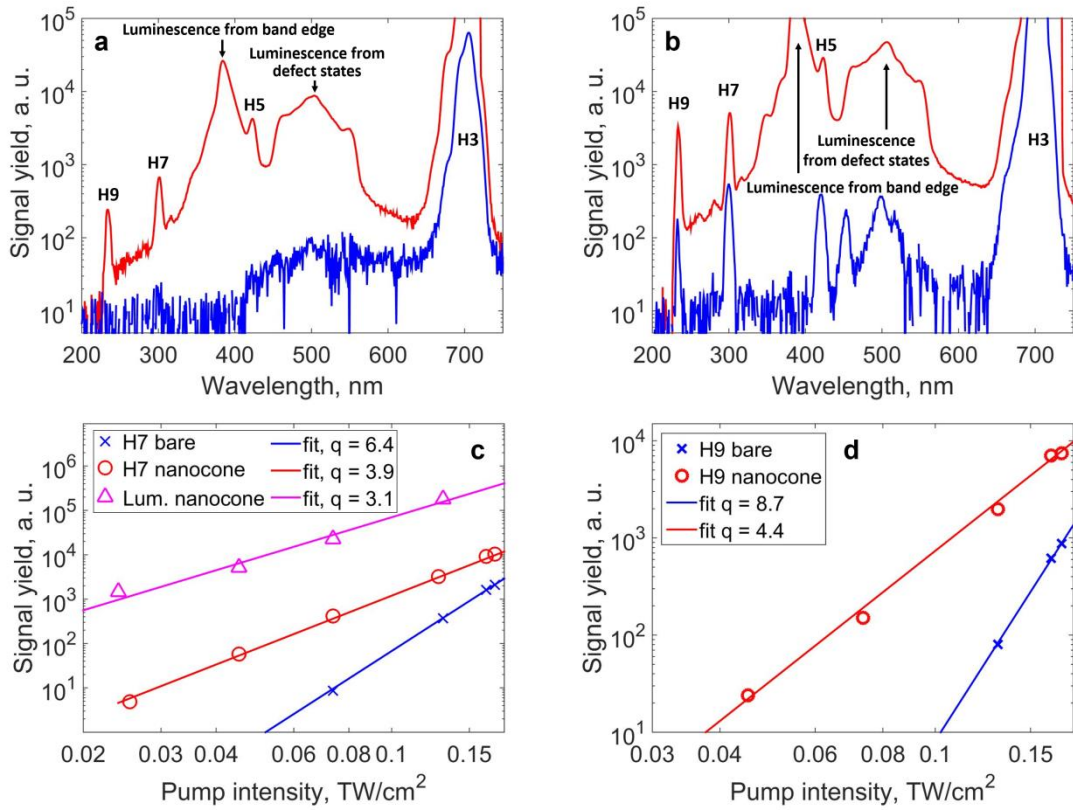 a
Luminescence from band edge
Luminescence from
defect states
H9
H7
H5
H3
Signal yield, a. u.
10^5
10^4
10^3
10^2
10^1
200 300 400 500 600 700
Wavelength, nm
b
H5
H9
H7
H3
Luminescence
from defect states
Luminescence from band edge
Signal yield, a. u.
10^5
10^4
10^3
10^2
10^1
200 300 400 500 600 700
Wavelength, nm
c
H7 bare
H7 nanocone
Lum. nanocone
fit, q = 6.4
fit, q = 3.9
fit, q = 3.1
Signal yield, a. u.
10^6
10^5
10^4
10^3
10^2
10^1
0.02 0.04 0.06 0.1 0.15
Pump intensity, TW/cm^2
d
H9 bare
H9 nanocone
fit q = 8.7
fit q = 4.4
Signal yield, a. u.
10^4
10^3
10^2
10^1
0.03 0.04 0.06 0.1 0.15
Pump intensity, TW/cm^2